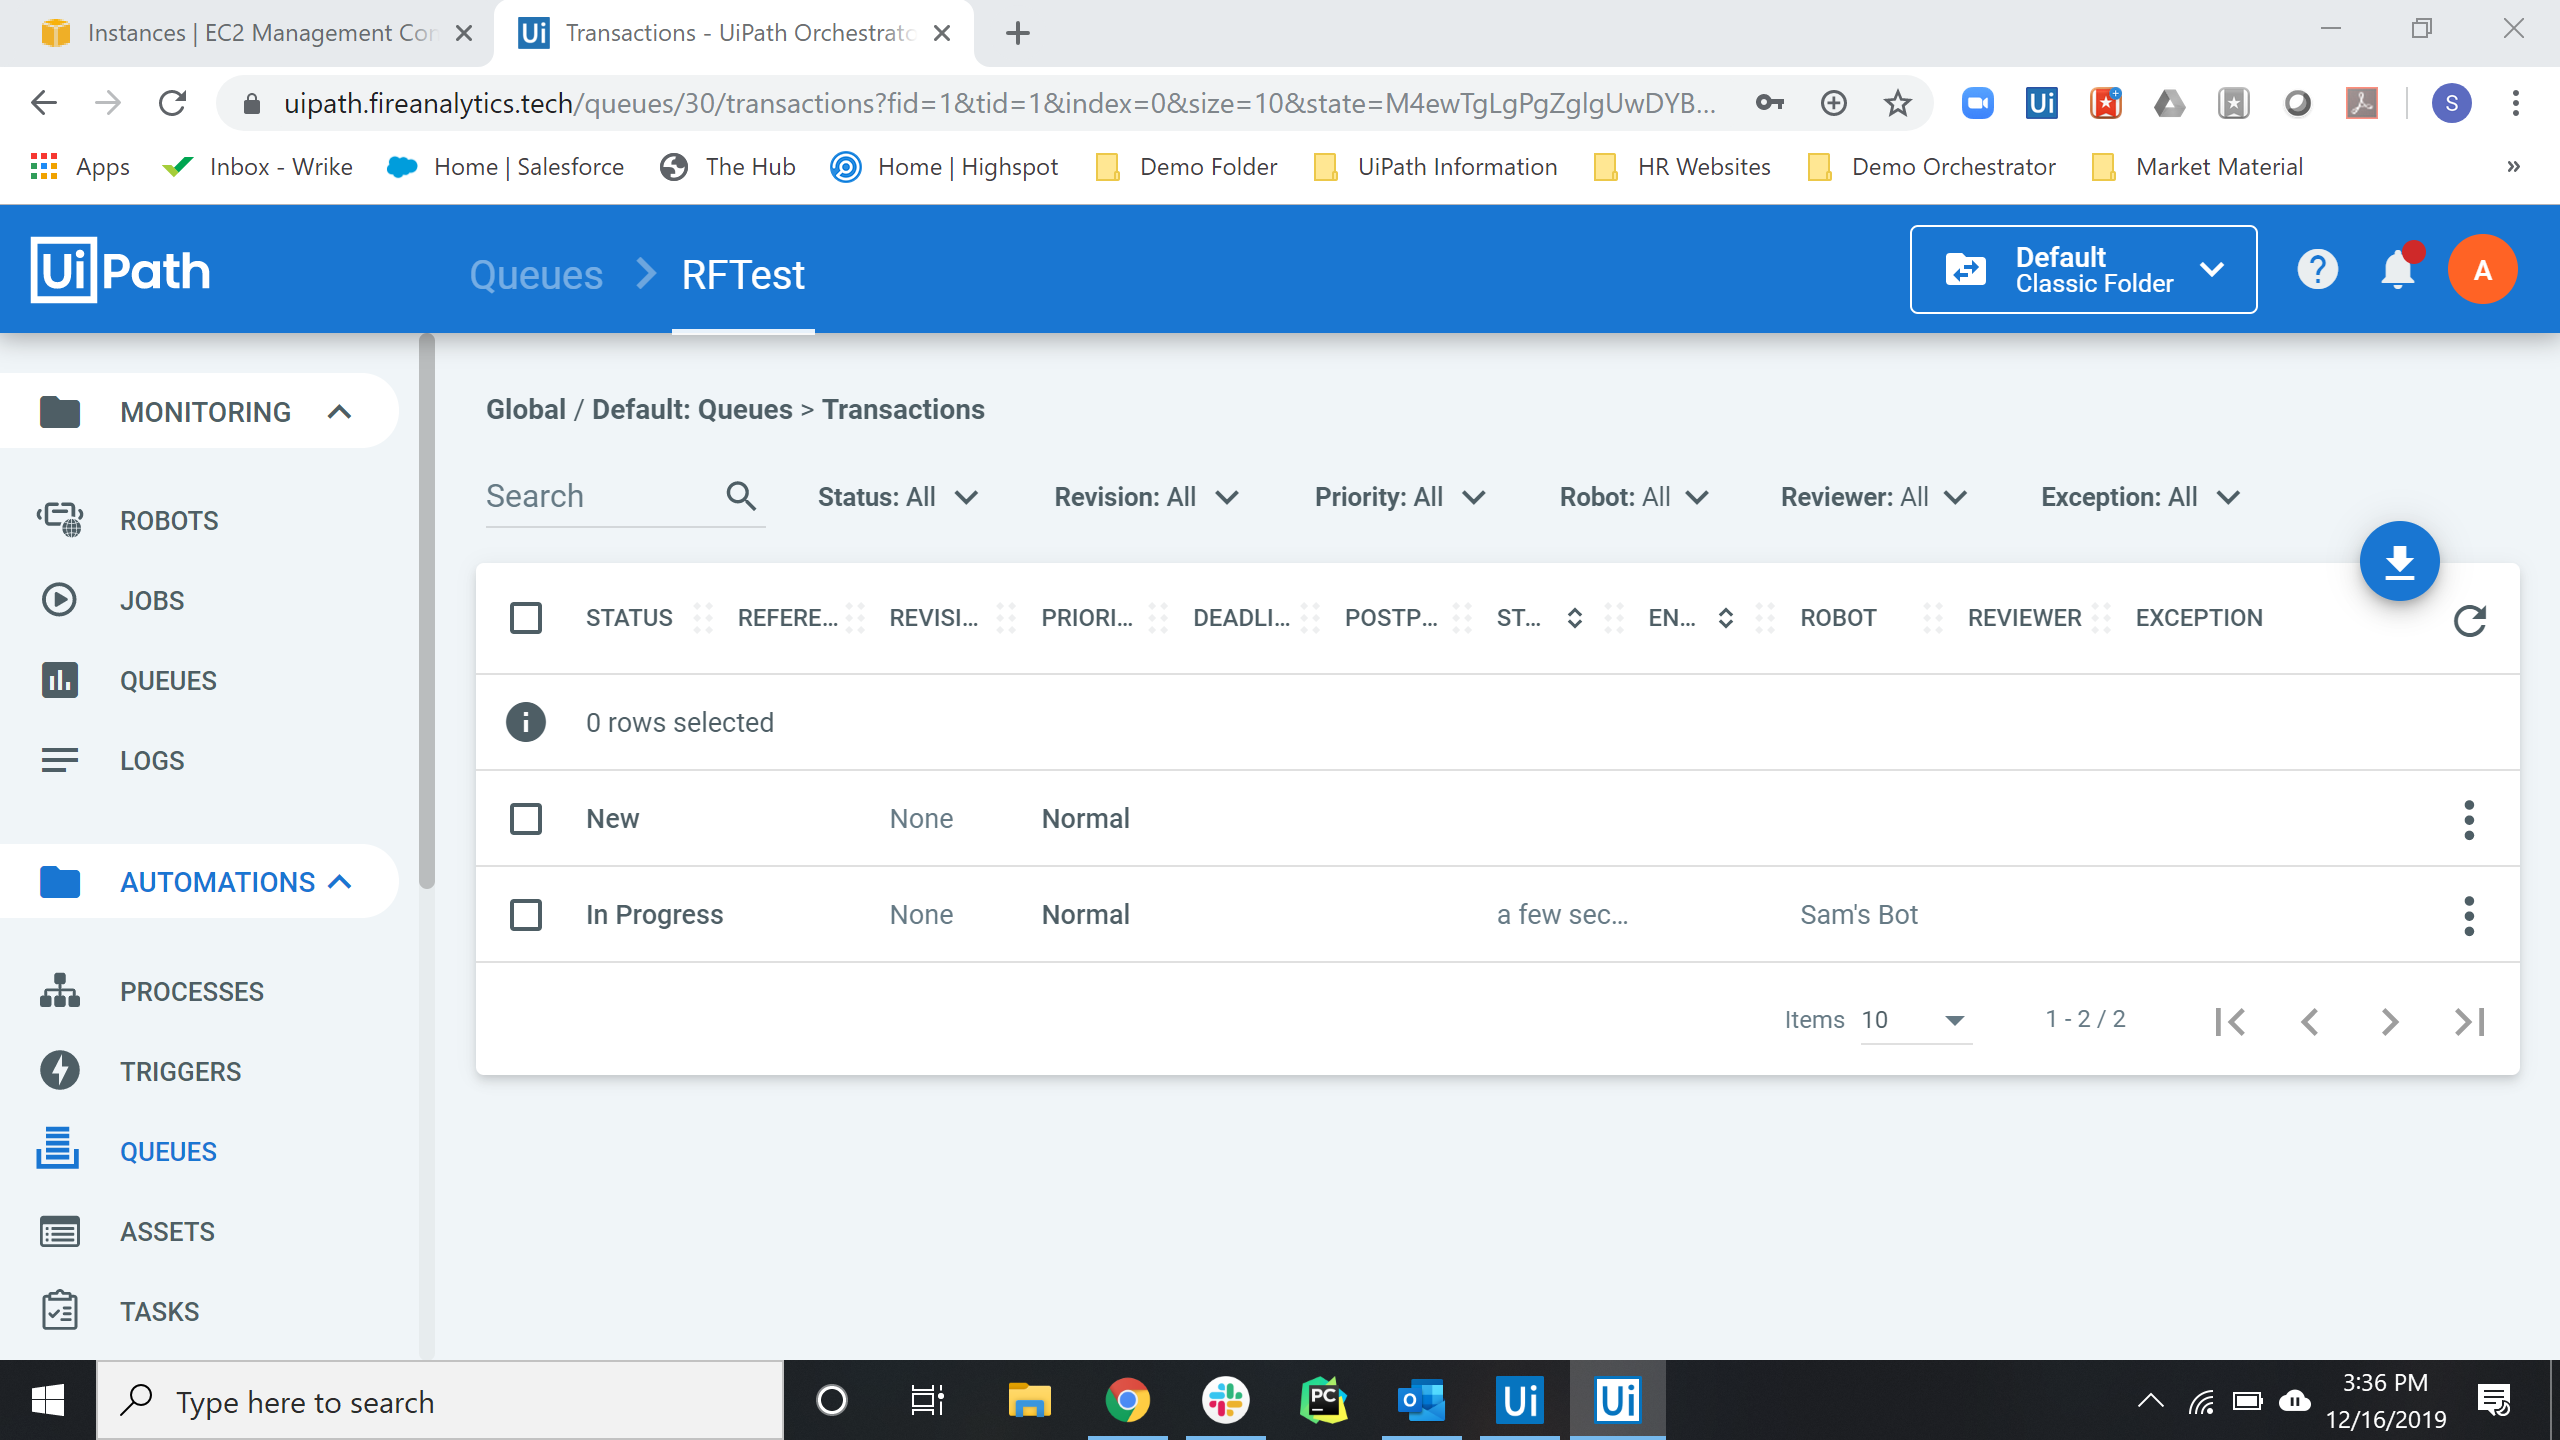 Instances | EC2 Management Con
Transactions - UiPath Orchestrato
uipath.fireanalytics.tech/queues/30/transactions?fid=1&tid=1&index=0&size=10&state=M4ewTgLgPgZglgUwDYB...
Ui
S
Apps
Inbox - Wrike
Home | Salesforce
The Hub
Home | Highspot
Demo Folder
UiPath Information
HR Websites
Demo Orchestrator
Market Material
»
UiPath
Queues > RFTest
Default
Classic Folder
?
A
MONITORING
ROBOTS
JOBS
QUEUES
LOGS
AUTOMATIONS
PROCESSES
TRIGGERS
QUEUES
ASSETS
TASKS
Global / Default: Queues > Transactions
Search
Status: All
Revision: All
Priority: All
Robot: All
Reviewer: All
Exception: All
STATUS REFERE... REVISI... PRIORI... DEADLI... POSTP... ST... EN... ROBOT REVIEWER EXCEPTION
0 rows selected
New None Normal
In Progress None Normal a few sec... Sam's Bot
Items 10 1 - 2 / 2
Type here to search
PC
Ui
Ui
3:36 PM
12/16/2019